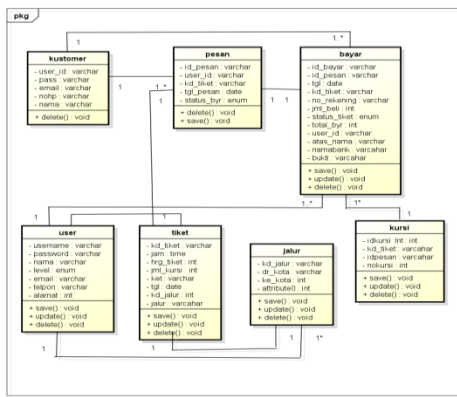 pkg
kustomer
- user_id : varchar
- pass : varchar
- email : varchar
- nohp : varchar
- nama : varchar
+ delete() : void
pesan
- id_pesan : varchar
- user_id : varchar
- kd_tiket : varchar
- tgl_pesan : date
- status_byr : enum
+ delete() : void
+ save() : void
bayar
- id_bayar : varchar
- id_pesan : varchar
- tgl : date
- kd_tiket : varchar
- no_rekening : varchar
- jml_beli : int
- status_tiket : enum
- total_byr : int
- user_id : varchar
- atas_nama : varchar
- namabank : varchar
- bukti : varcahar
+ save() : void
+ update() : void
+ delete() : void
1
1..*
1
1
1..*
1
1
1
user
- username : varchar
- password : varchar
- nama : varchar
- level : enum
- email : varchar
- telpon : varchar
- alamat : int
+ save() : void
+ update() : void
+ delete() : void
tiket
- kd_tiket : varchar
- jam : time
- hrg_tiket : int
- jml_kursi : int
- ket : varchar
- tgl : date
- kd_jalur : int
- jalur : varcahar
+ save() : void
+ update() : void
+ delete() : void
jalur
- kd_jalur : varchar
- dr_kota : varchar
- ke_kota : int
- attribute0 : int
+ save() : void
+ update() : void
+ delete() : void
kursi
- idkursi :Int : int
- kd_tiket : varcahar
- idpesan : varcahar
- nokursi : int
+ save() : void
+ update() : void
+ delete() : void
1
1
1..*
1*
1
1
1
1
1*